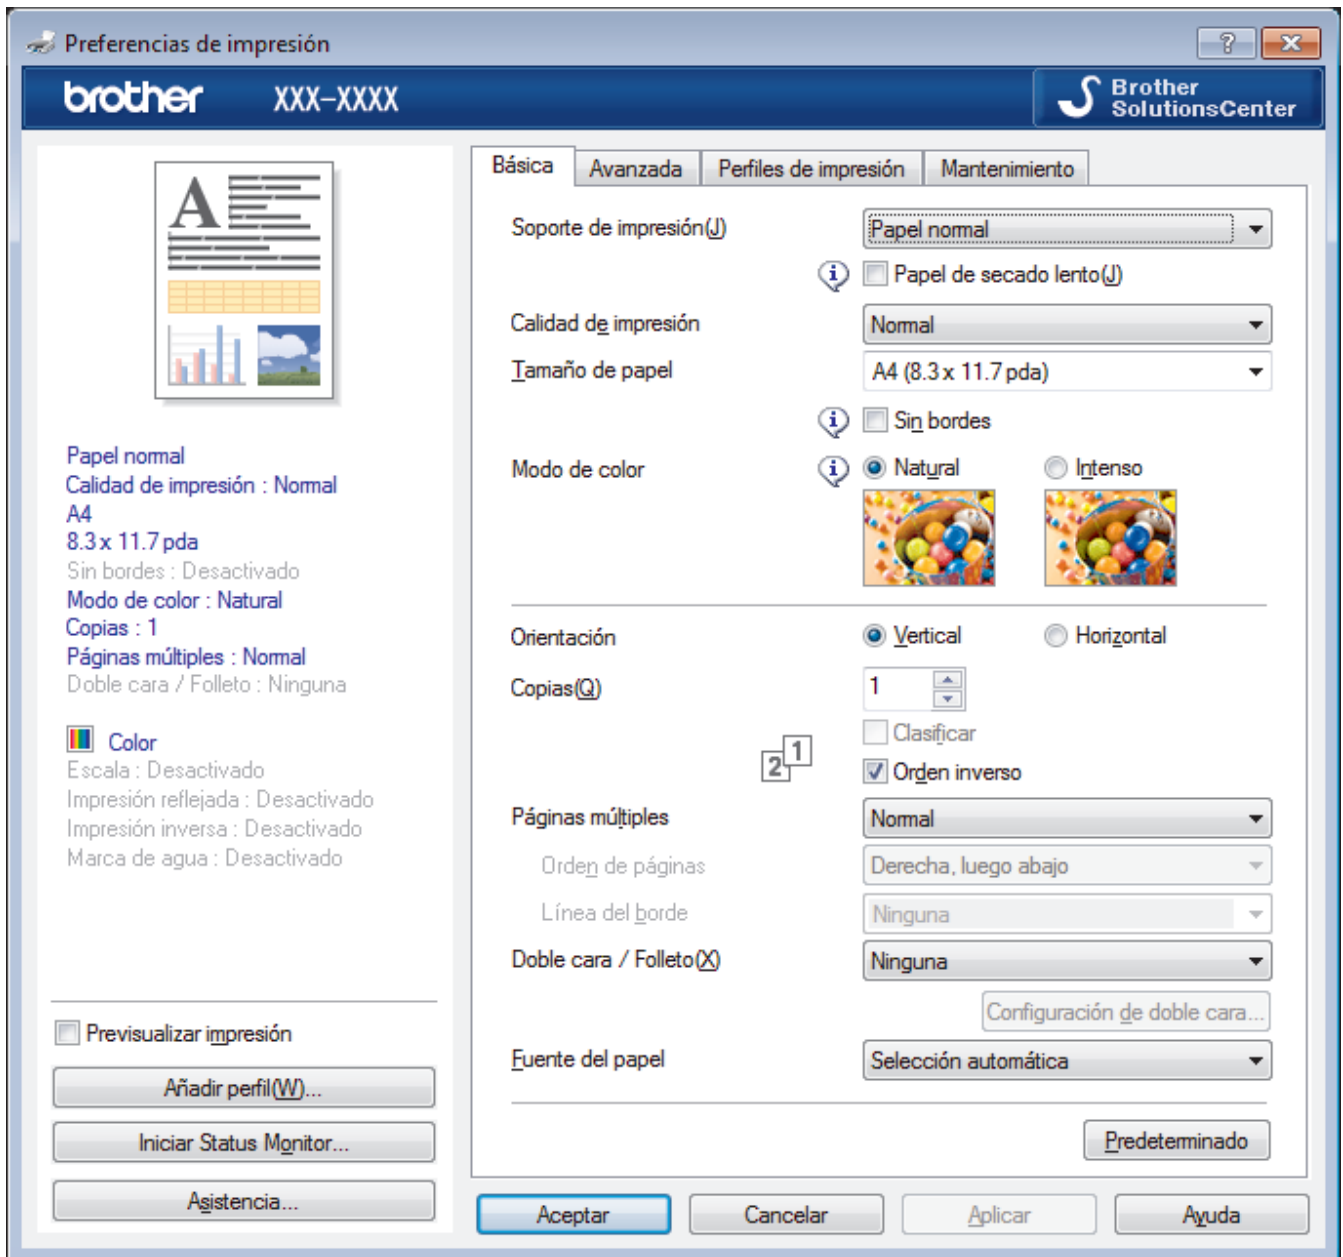 Preferencias de impresión
brother XXX-XXXX
Brother
SolutionsCenter
A
Papel normal
Calidad de impresión : Normal
A4
8.3 x 11.7 pda
Sin bordes : Desactivado
Modo de color : Natural
Copias : 1
Páginas múltiples : Normal
Doble cara / Folleto : Ninguna
Color
Escala : Desactivado
Impresión reflejada : Desactivado
Impresión inversa : Desactivado
Marca de agua : Desactivado
Previsualizar impresión
Añadir perfil(W)...
Iniciar Status Monitor...
Asistencia...
Básica Avanzada Perfiles de impresión Mantenimiento
Soporte de impresión(J) Papel normal
Papel de secado lento(J)
Calidad de impresión Normal
Tamaño de papel A4 (8.3 x 11.7 pda)
Sin bordes
Modo de color Natural Intenso
Orientación Vertical Horizontal
Copias(Q) 1
Clasificar
2 1
Orden inverso
Páginas múltiples Normal
Orden de páginas Derecha, luego abajo
Línea del borde Ninguna
Doble cara / Folleto(X) Ninguna
Configuración de doble cara...
Fuente del papel Selección automática
Predeterminado
Aceptar Cancelar Aplicar Ayuda